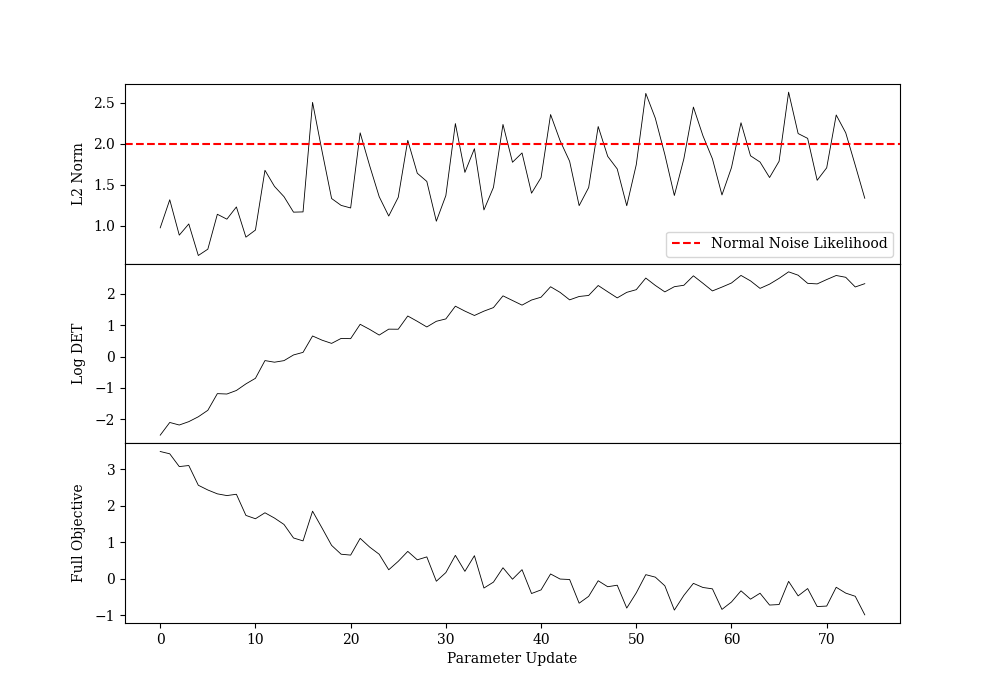 L2 Norm
2.5
2.0
1.5
1.0
Normal Noise Likelihood
Log DET
2
1
0
−1
−2
Full Objective
3
2
1
0
−1
0 10 20 30 40 50 60 70
Parameter Update